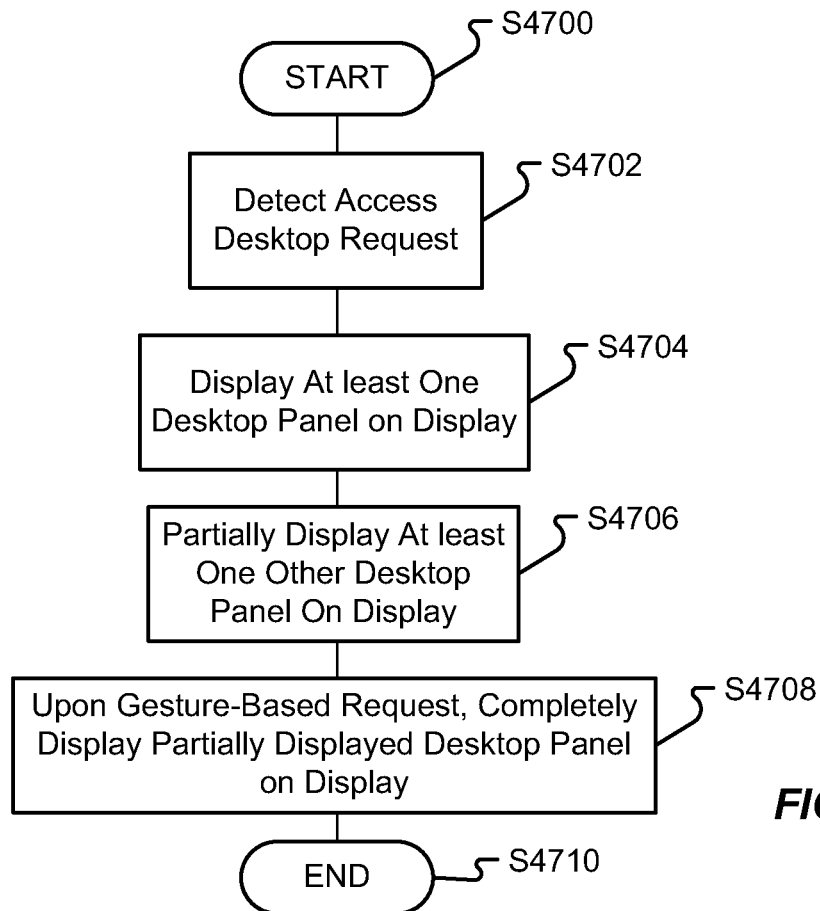 S4700
START
S4702
Detect Access
Desktop Request
S4704
Display At least One
Desktop Panel on Display
S4706
Partially Display At least
One Other Desktop
Panel On Display
S4708
Upon Gesture-Based Request, Completely
Display Partially Displayed Desktop Panel
on Display
S4710
END